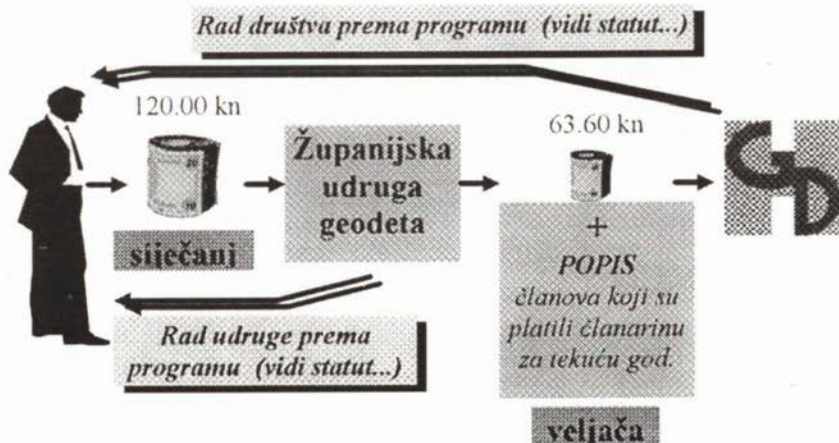 Rad društva prema programu (vidi statut...)
120.00 kn
63.60 kn
Županijska
udruga
geodeta
siječanj
+
POPIS
članova koji su
platili članarinu
za tekuću god.
Rad udruge prema
programu (vidi statut...)
veljača